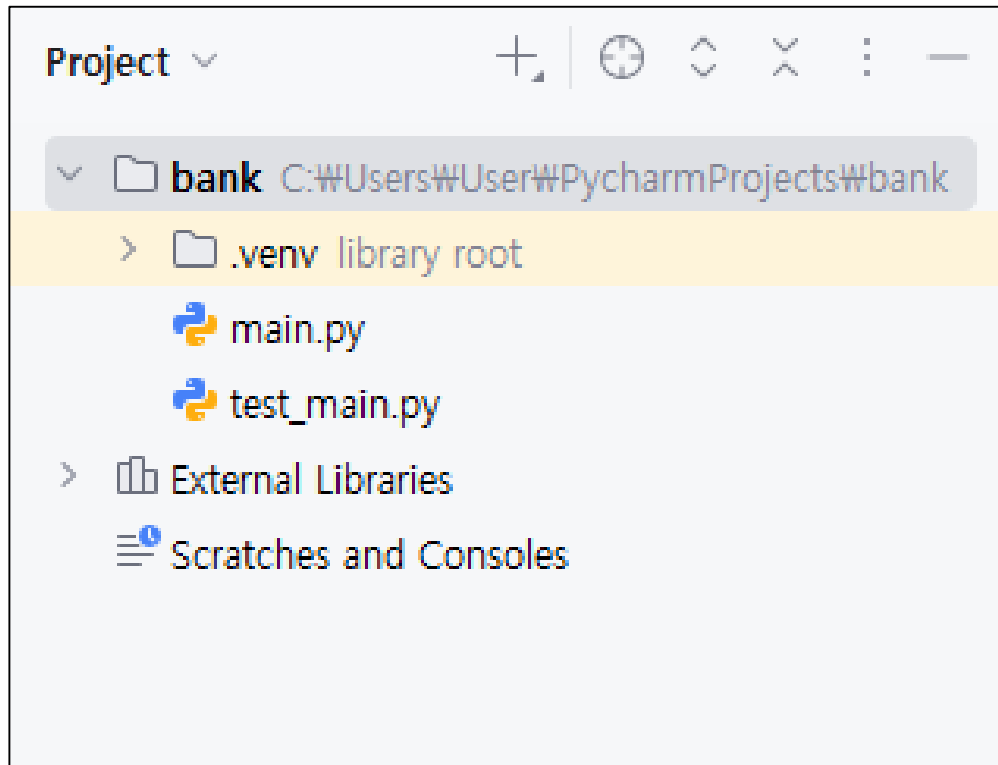 Project
bank C:₩Users₩User₩PycharmProjects₩bank
.venv library root
main.py
test_main.py
External Libraries
Scratches and Consoles